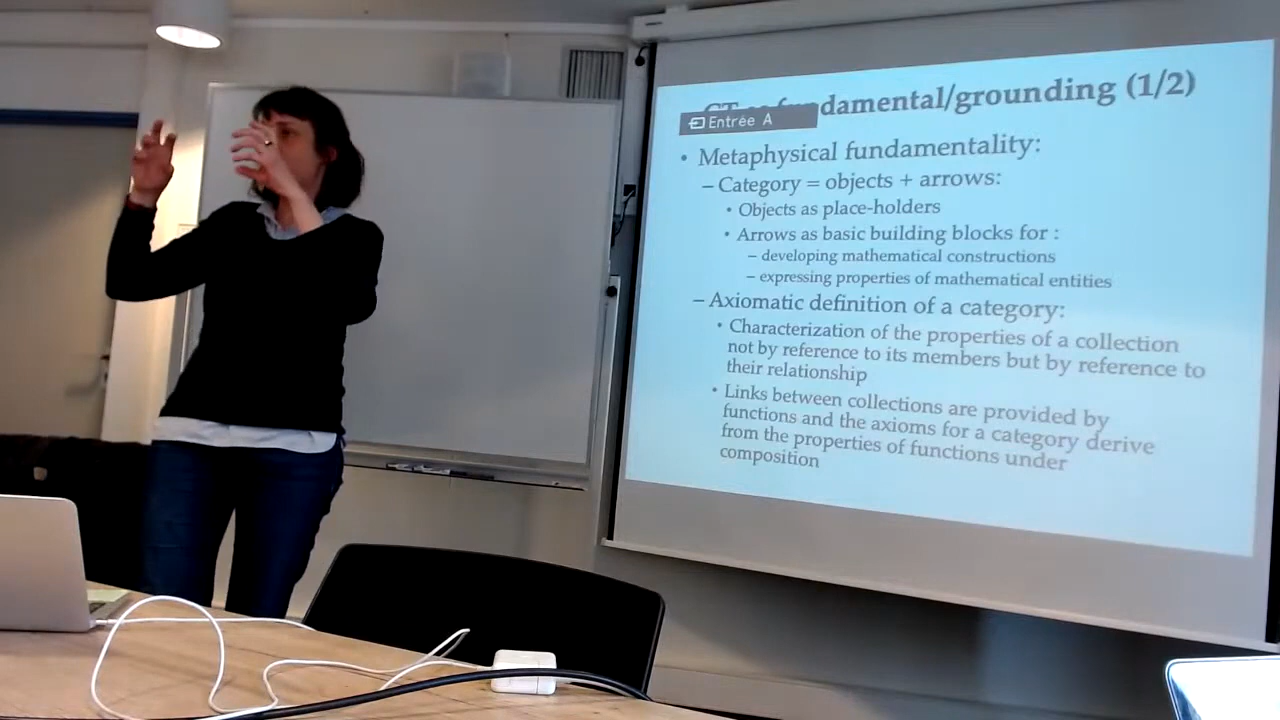 CT as fundamental/grounding (1/2)
Entrée A
• Metaphysical fundamentality:
– Category = objects + arrows:
• Objects as place-holders
• Arrows as basic building blocks for :
– developing mathematical constructions
– expressing properties of mathematical entities
– Axiomatic definition of a category:
• Characterization of the properties of a collection
not by reference to its members but by reference to
their relationship
• Links between collections are provided by
functions and the axioms for a category derive
from the properties of functions under
composition